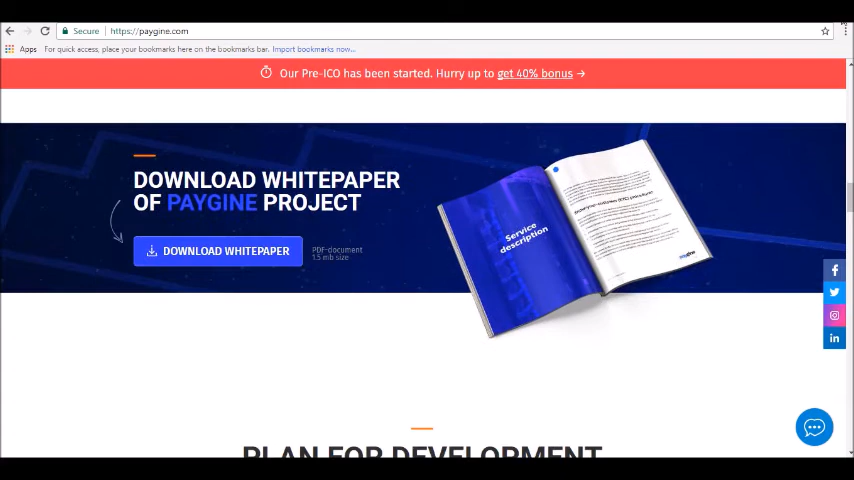 Secure
https://paygine.com
Apps
For quick access, place your bookmarks here on the bookmarks bar. Import bookmarks now...
Our Pre-ICO has been started. Hurry up to get 40% bonus →
DOWNLOAD WHITEPAPER
OF PAYGINE PROJECT
DOWNLOAD WHITEPAPER
PDF-document
1.5 mb size
Service
description
paygine
PLAN FOR DEVELOPMENT